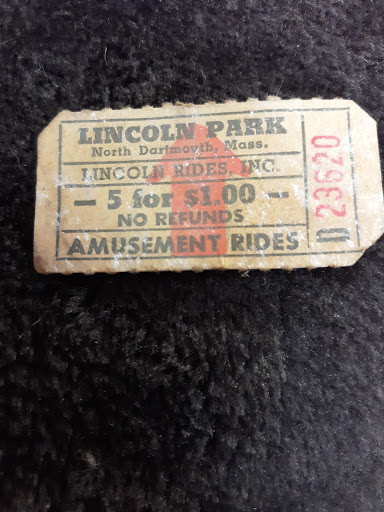 LINCOLN PARK
North Dartmouth, Mass.
LINCOLN RIDES, INC.
— 5 for $1.00 —
NO REFUNDS
AMUSEMENT RIDES
23620